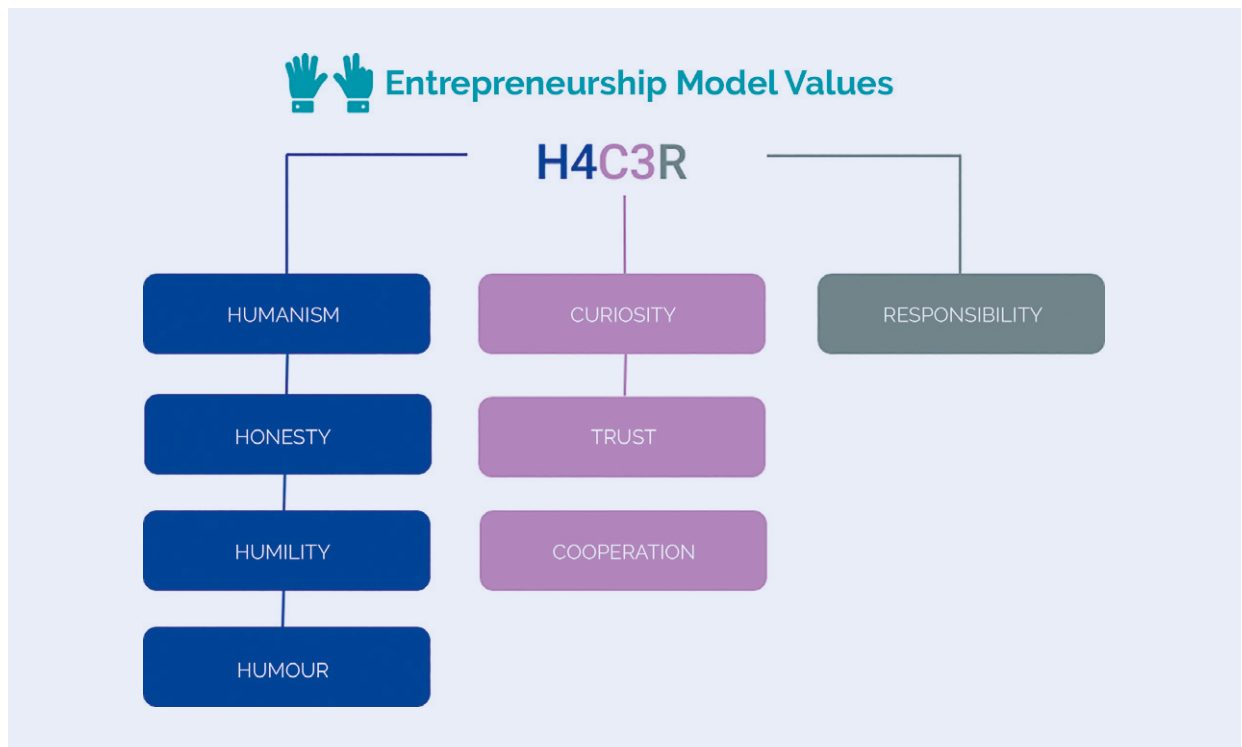 Entrepreneurship Model Values
H4C3R
HUMANISM
HONESTY
HUMILITY
HUMOUR
CURIOSITY
TRUST
COOPERATION
RESPONSIBILITY